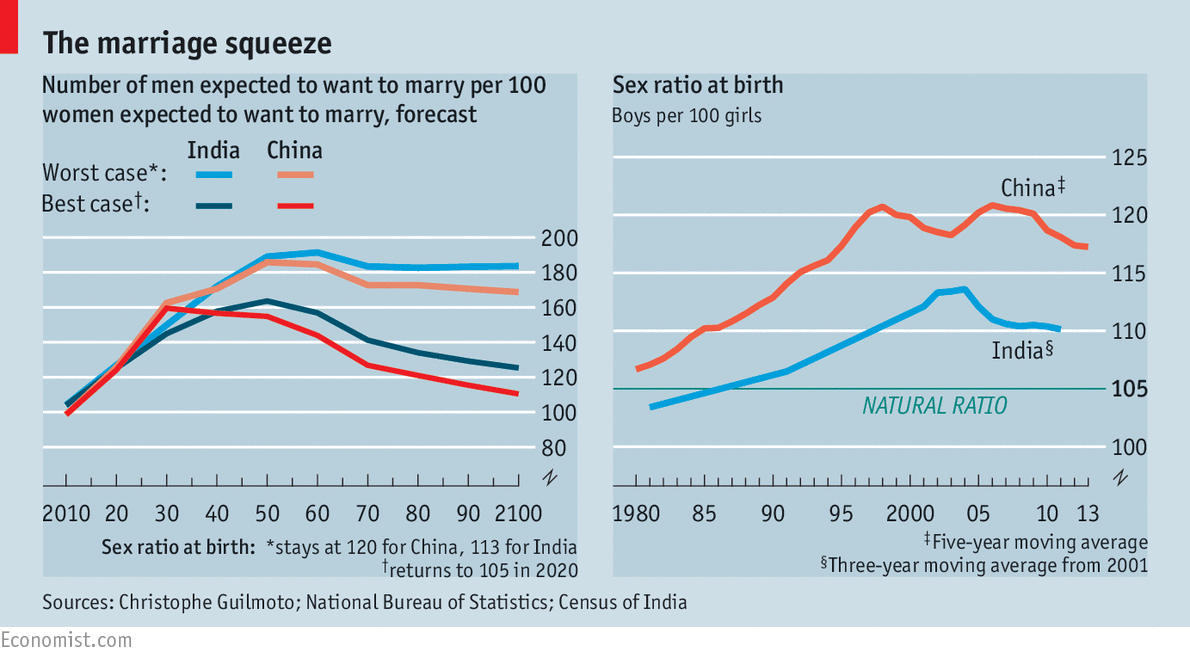 The marriage squeeze
Number of men expected to want to marry per 100
women expected to want to marry, forecast
India China
Worst case*:
Best case†:
200
180
160
140
120
100
80
2010 20 30 40 50 60 70 80 90 2100
Sex ratio at birth: *stays at 120 for China, 113 for India
†returns to 105 in 2020
Sex ratio at birth
Boys per 100 girls
125
China‡
120
115
110
India§
105
NATURAL RATIO
100
1980 85 90 95 2000 05 10 13
‡Five-year moving average
§Three-year moving average from 2001
Sources: Christophe Guilmoto; National Bureau of Statistics; Census of India
Economist.com